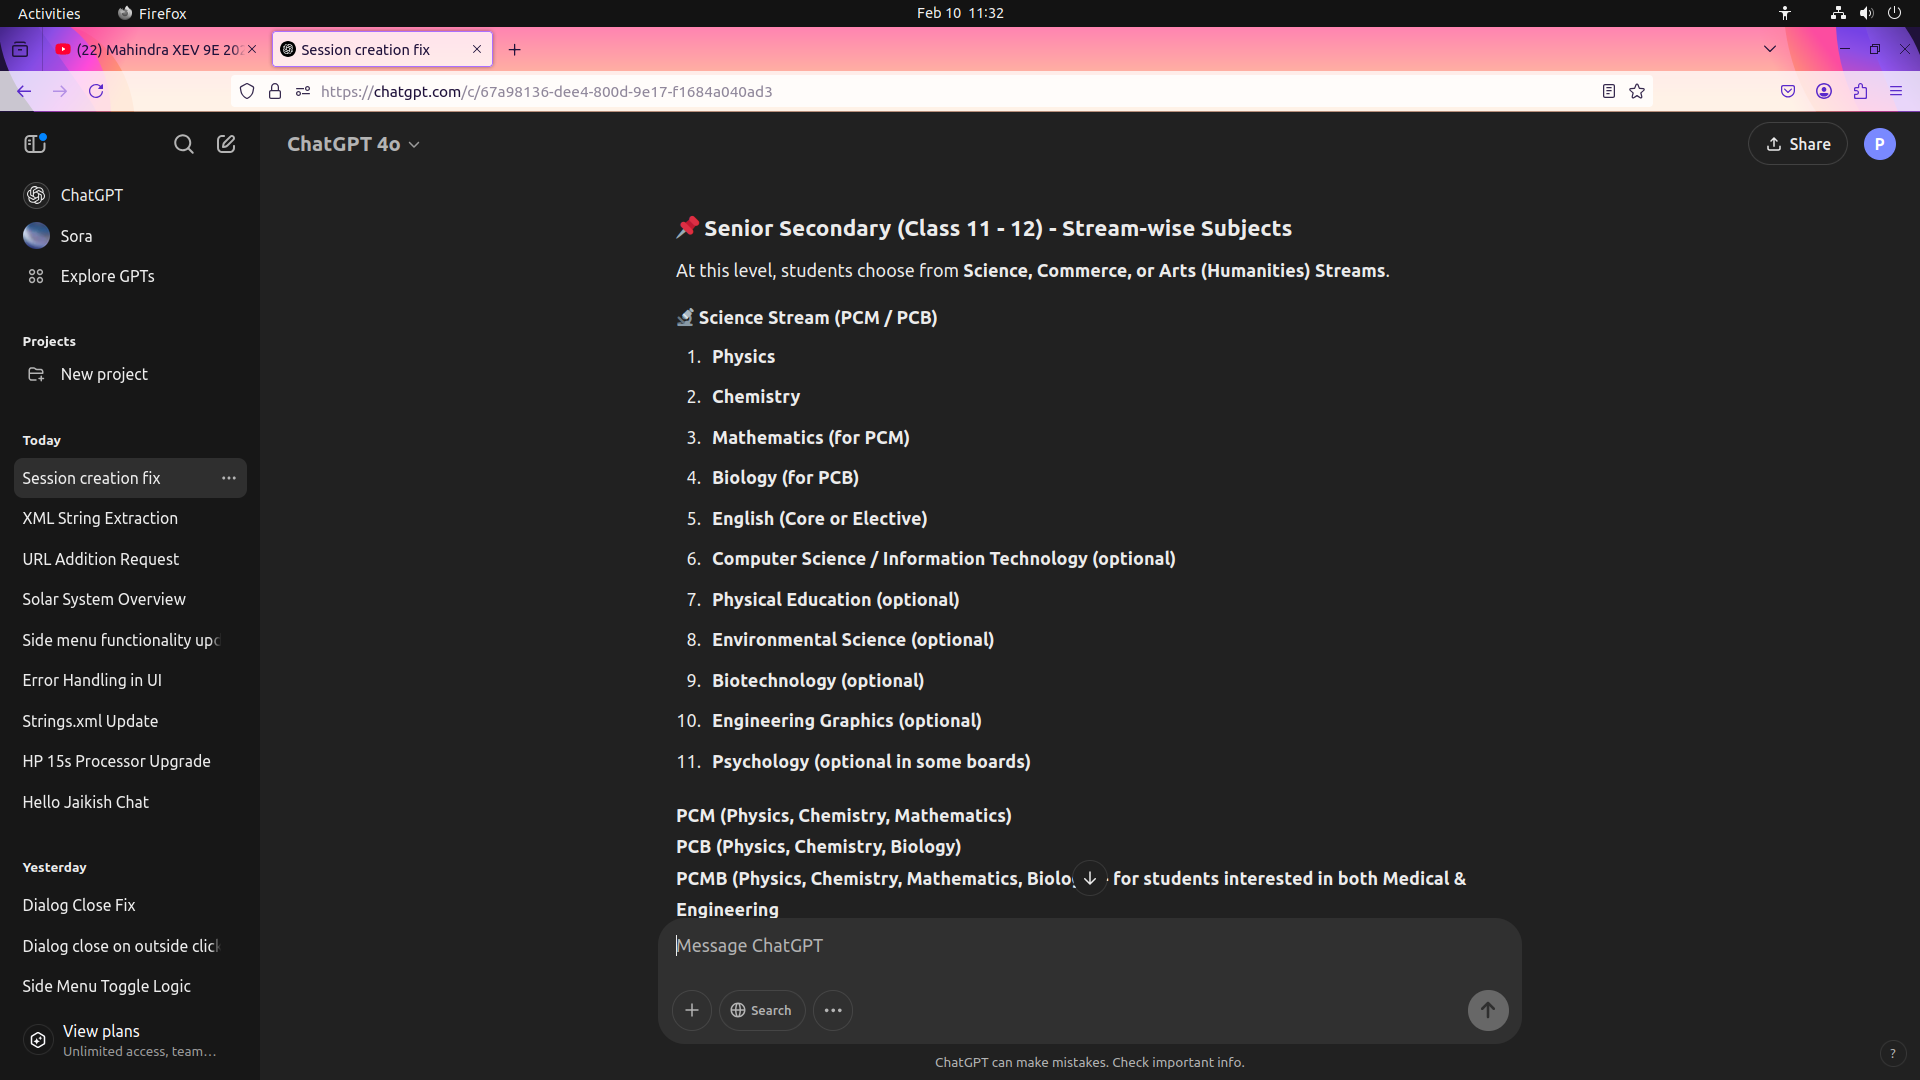 Activities
Firefox
Feb 10 11:32
(22) Mahindra XEV 9E 202
Session creation fix
https://chatgpt.com/c/67a98136-dee4-800d-9e17-f1684a040ad3
ChatGPT 4o
Share
P
ChatGPT
Sora
Explore GPTs
Projects
New project
Today
Session creation fix
XML String Extraction
URL Addition Request
Solar System Overview
Side menu functionality upd
Error Handling in UI
Strings.xml Update
HP 15s Processor Upgrade
Hello Jaikish Chat
Yesterday
Dialog Close Fix
Dialog close on outside click
Side Menu Toggle Logic
View plans
Unlimited access, team...
Senior Secondary (Class 11 - 12) - Stream-wise Subjects
At this level, students choose from Science, Commerce, or Arts (Humanities) Streams.
Science Stream (PCM / PCB)
1. Physics
2. Chemistry
3. Mathematics (for PCM)
4. Biology (for PCB)
5. English (Core or Elective)
6. Computer Science / Information Technology (optional)
7. Physical Education (optional)
8. Environmental Science (optional)
9. Biotechnology (optional)
10. Engineering Graphics (optional)
11. Psychology (optional in some boards)
PCM (Physics, Chemistry, Mathematics)
PCB (Physics, Chemistry, Biology)
PCMB (Physics, Chemistry, Mathematics, Biolo for students interested in both Medical &
Engineering
Message ChatGPT
Search
ChatGPT can make mistakes. Check important info.
?